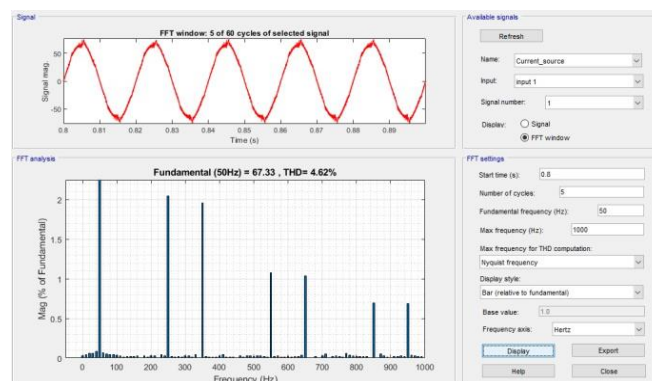 Signal
FFT window: 5 of 60 cycles of selected signal
Signal mag.
50
0
-50
0.8 0.81 0.82 0.83 0.84 0.85 0.86 0.87 0.88 0.89
Time (s)
FFT analysis
Fundamental (50Hz) = 67.33 , THD= 4.62%
Mag (% of Fundamental)
2
1.5
1
0.5
0
0 100 200 300 400 500 600 700 800 900 1000
Frequency (Hz)
Available signals
Refresh
Name: Current_source
Input: input 1
Signal number: 1
Display: Signal
FFT window
FFT settings
Start time (s): 0.8
Number of cycles: 5
Fundamental frequency (Hz): 50
Max frequency (Hz): 1000
Max frequency for THD computation:
Nyquist frequency
Display style:
Bar (relative to fundamental)
Base value: 1.0
Frequency axis: Hertz
Display Export
Help Close